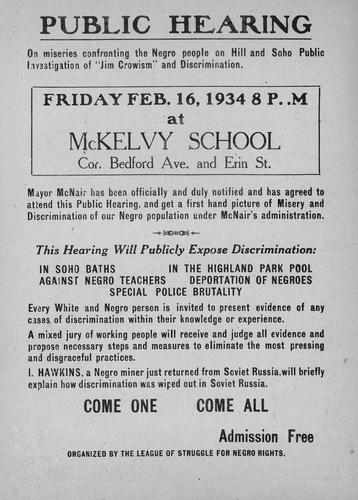 PUBLIC HEARING
On miseries confronting the Negro people on Hill and Soho Public
Investigation of "Jim Crowism" and Discrimination.
FRIDAY FEB. 16, 1934 8 P..M
at
McKELVY SCHOOL
Cor. Bedford Ave. and Erin St.
Mayor McNair has been officially and duly notified and has agreed to
attend this Public Hearing, and get a first hand picture of Misery and
Discrimination of our Negro population under McNair's administration.
This Hearing Will Publicly Expose Discrimination:
IN SOHO BATHS IN THE HIGHLAND PARK POOL
AGAINST NEGRO TEACHERS DEPORTATION OF NEGROES
SPECIAL POLICE BRUTALITY
Every White and Negro person is invited to present evidence of any
cases of discrimination within their knowledge or experience.
A mixed jury of working people will receive and judge all evidence and
propose necessary steps and measures to eliminate the most pressing
and disgraceful practices.
I. HAWKINS, a Negro miner just returned from Soviet Russia, will briefly
explain how discrimination was wiped out in Soviet Russia.
COME ONE COME ALL
Admission Free
ORGANIZED BY THE LEAGUE OF STRUGGLE FOR NEGRO RIGHTS.